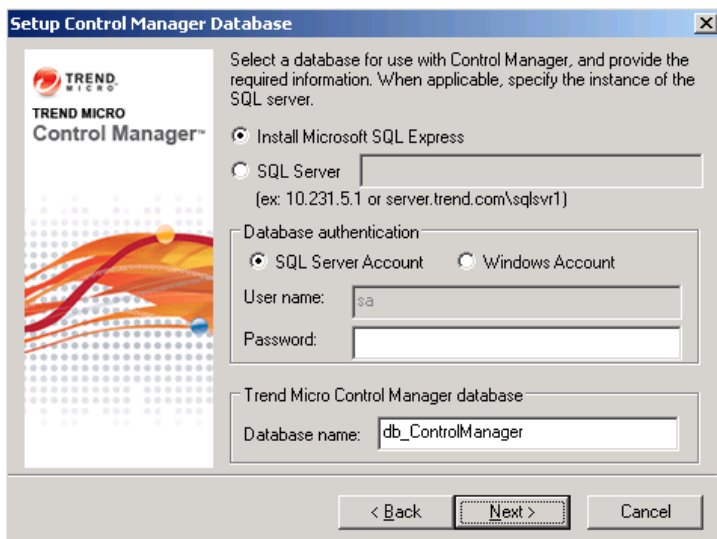 Setup Control Manager Database
TREND
MICRO
TREND MICRO
Control Manager™
Select a database for use with Control Manager, and provide the
required information. When applicable, specify the instance of the
SQL server.
Install Microsoft SQL Express
SQL Server
(ex: 10.231.5.1 or server.trend.com\sqlsvr1)
Database authentication
SQL Server Account
Windows Account
User name:
sa
Password:
Trend Micro Control Manager database
Database name:
db_ControlManager
< Back
Next >
Cancel